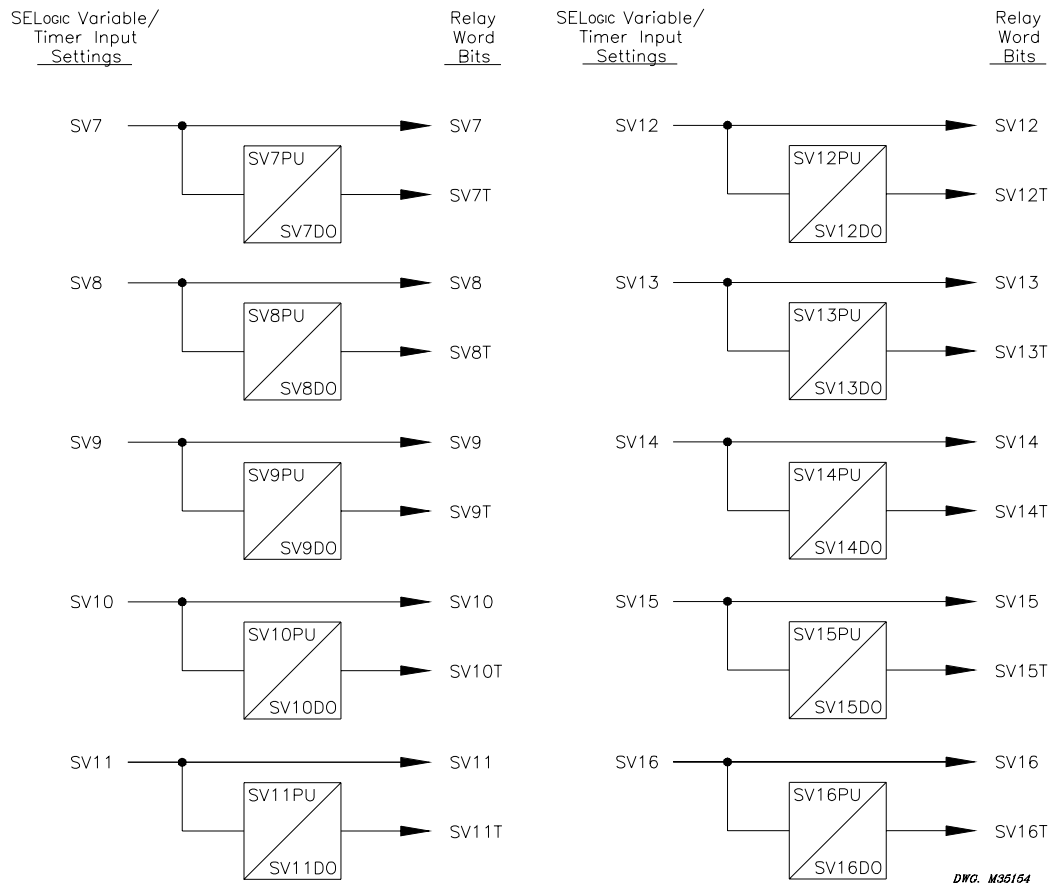 SELOGIC Variable/
Timer Input
Settings
Relay
Word
Bits
SV7
SV7PU
SV7DO
SV7
SV7T
SV8
SV8PU
SV8DO
SV8
SV8T
SV9
SV9PU
SV9DO
SV9
SV9T
SV10
SV10PU
SV10DO
SV10
SV10T
SV11
SV11PU
SV11DO
SV11
SV11T
SELOGIC Variable/
Timer Input
Settings
Relay
Word
Bits
SV12
SV12PU
SV12DO
SV12
SV12T
SV13
SV13PU
SV13DO
SV13
SV13T
SV14
SV14PU
SV14DO
SV14
SV14T
SV15
SV15PU
SV15DO
SV15
SV15T
SV16
SV16PU
SV16DO
SV16
SV16T
DWG. M35154